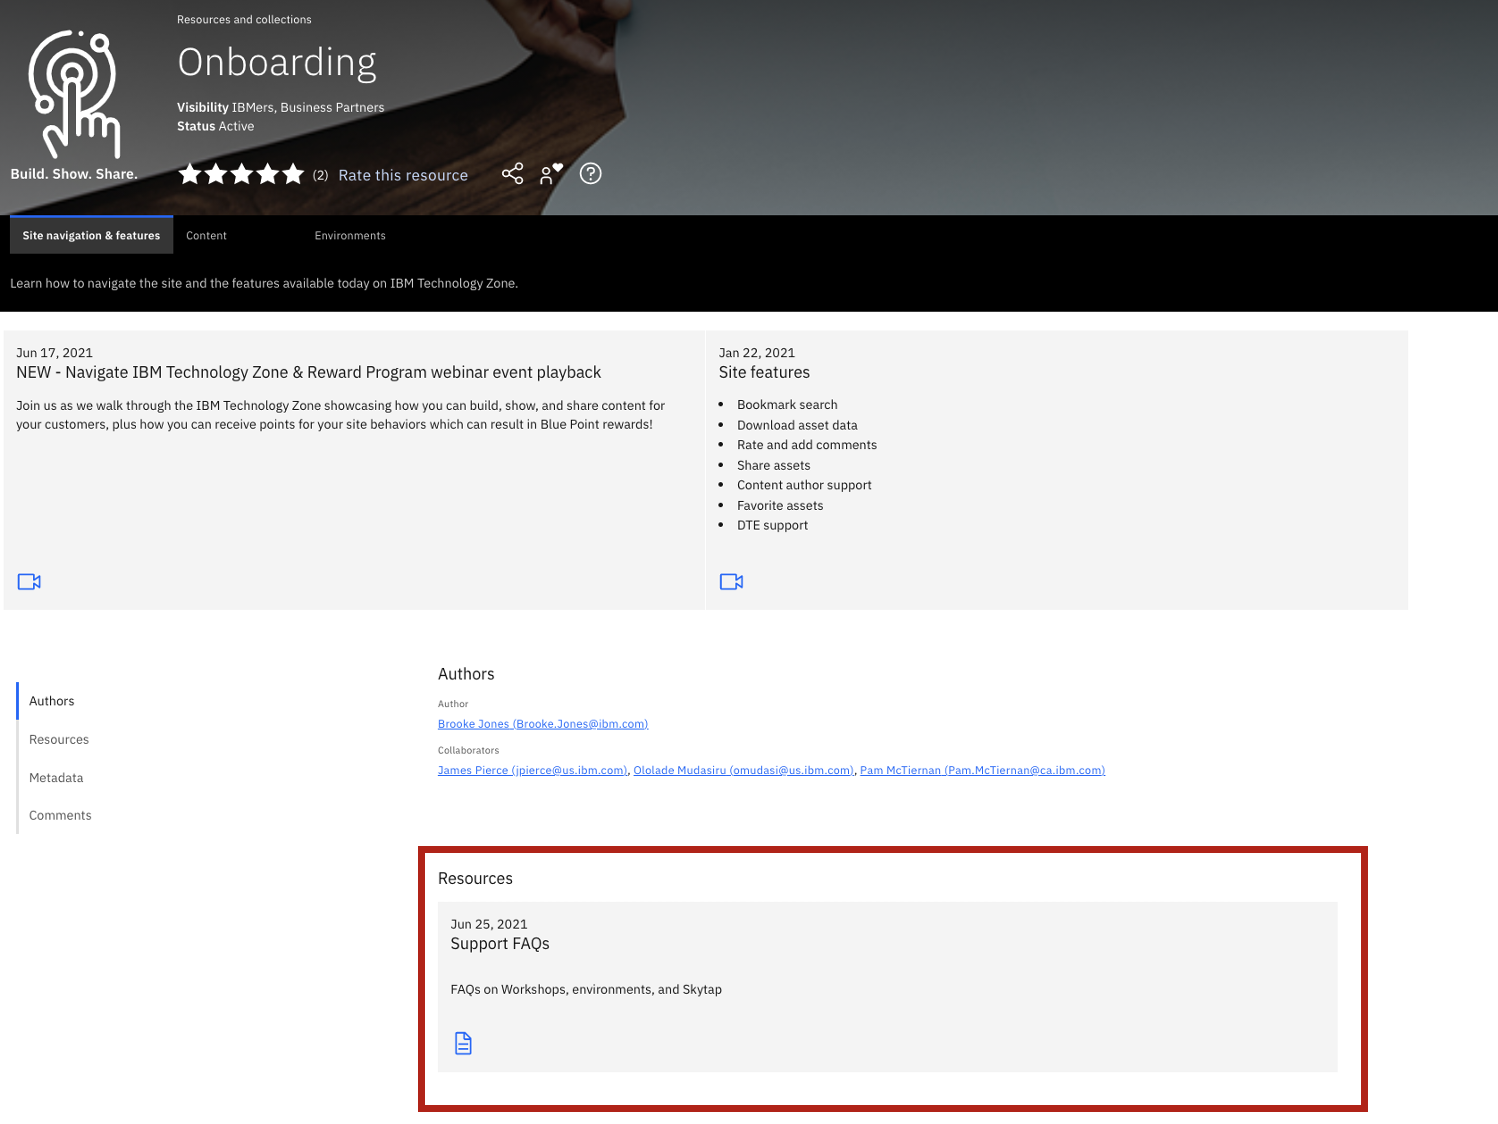 Resources and collections
Onboarding
Visibility IBMers, Business Partners
Status Active
Build. Show. Share.
(2) Rate this resource
Site navigation & features Content Environments
Learn how to navigate the site and the features available today on IBM Technology Zone.
Jun 17, 2021
NEW - Navigate IBM Technology Zone & Reward Program webinar event playback
Join us as we walk through the IBM Technology Zone showcasing how you can build, show, and share content for
your customers, plus how you can receive points for your site behaviors which can result in Blue Point rewards!
Jan 22, 2021
Site features
• Bookmark search
• Download asset data
• Rate and add comments
• Share assets
• Content author support
• Favorite assets
• DTE support
Authors
Resources
Metadata
Comments
Authors
Author
Brooke Jones (Brooke.Jones@ibm.com)
Collaborators
James Pierce (jpierce@us.ibm.com), Ololade Mudasiru (omudasi@us.ibm.com), Pam McTiernan (Pam.McTiernan@ca.ibm.com)
Resources
Jun 25, 2021
Support FAQs
FAQs on Workshops, environments, and Skytap